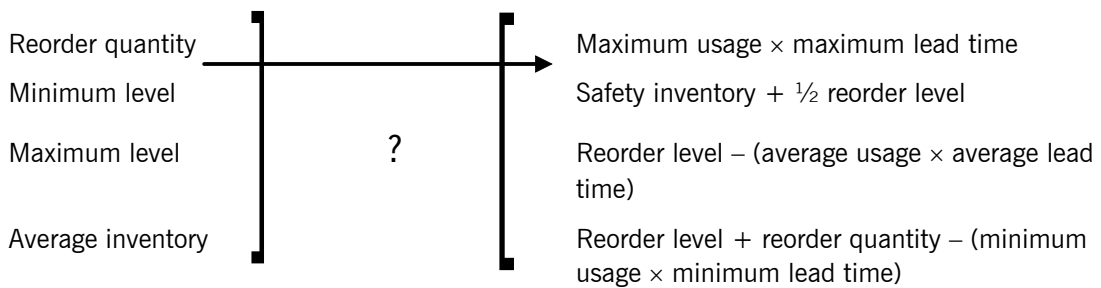 Reorder quantity
Maximum usage × maximum lead time
Minimum level
Safety inventory + ½ reorder level
Maximum level
?
Reorder level – (average usage × average lead
time)
Average inventory
Reorder level + reorder quantity – (minimum
usage × minimum lead time)